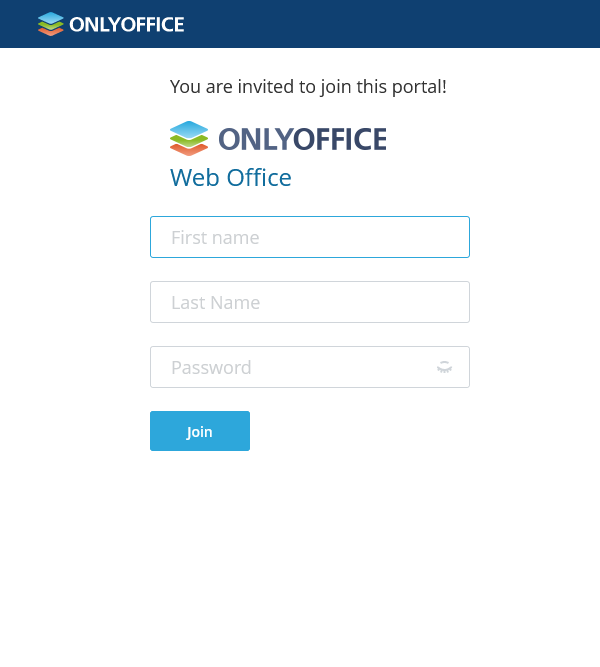 ONLYOFFICE
You are invited to join this portal!
ONLYOFFICE
Web Office
First name
Last Name
Password
Join